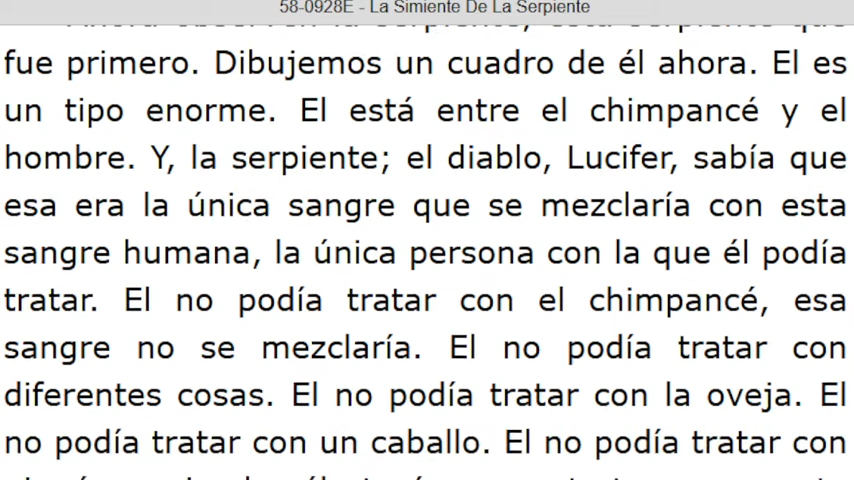 58-0928E - La Simiente De La Serpiente
fue primero. Dibujemos un cuadro de él ahora. El es
un tipo enorme. El está entre el chimpancé y el
hombre. Y, la serpiente; el diablo, Lucifer, sabía que
esa era la única sangre que se mezclaría con esta
sangre humana, la única persona con la que él podía
tratar. El no podía tratar con el chimpancé, esa
sangre no se mezclaría. El no podía tratar con
diferentes cosas. El no podía tratar con la oveja. El
no podía tratar con un caballo. El no podía tratar con